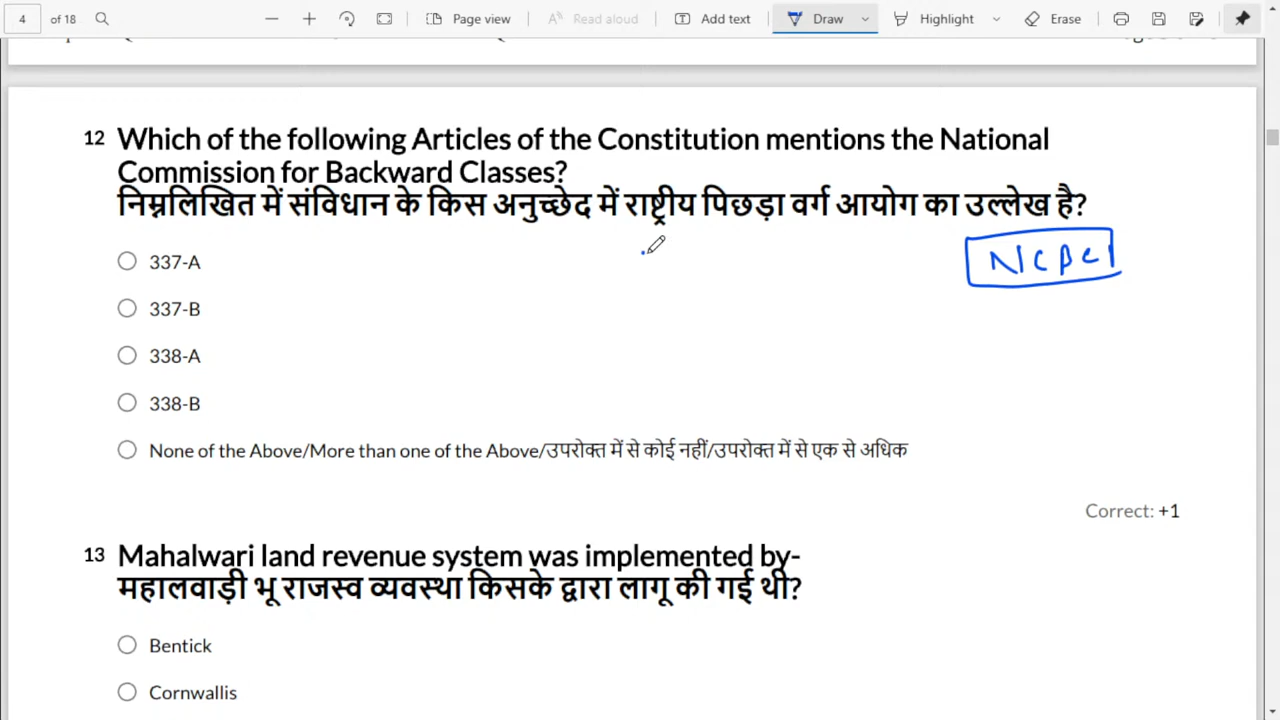 4 of 18 Page view Read aloud Add text Draw Highlight Erase
12 Which of the following Articles of the Constitution mentions the National
Commission for Backward Classes?
निम्नलिखित में संविधान के किस अनुच्छेद में राष्ट्रीय पिछड़ा वर्ग आयोग का उल्लेख है?
NCBC
337-A
337-B
338-A
338-B
None of the Above/More than one of the Above/उपरोक्त में से कोई नहीं/उपरोक्त में से एक से अधिक
Correct: +1
13 Mahalwari land revenue system was implemented by-
महालवाड़ी भू राजस्व व्यवस्था किसके द्वारा लागू की गई थी?
Bentick
Cornwallis